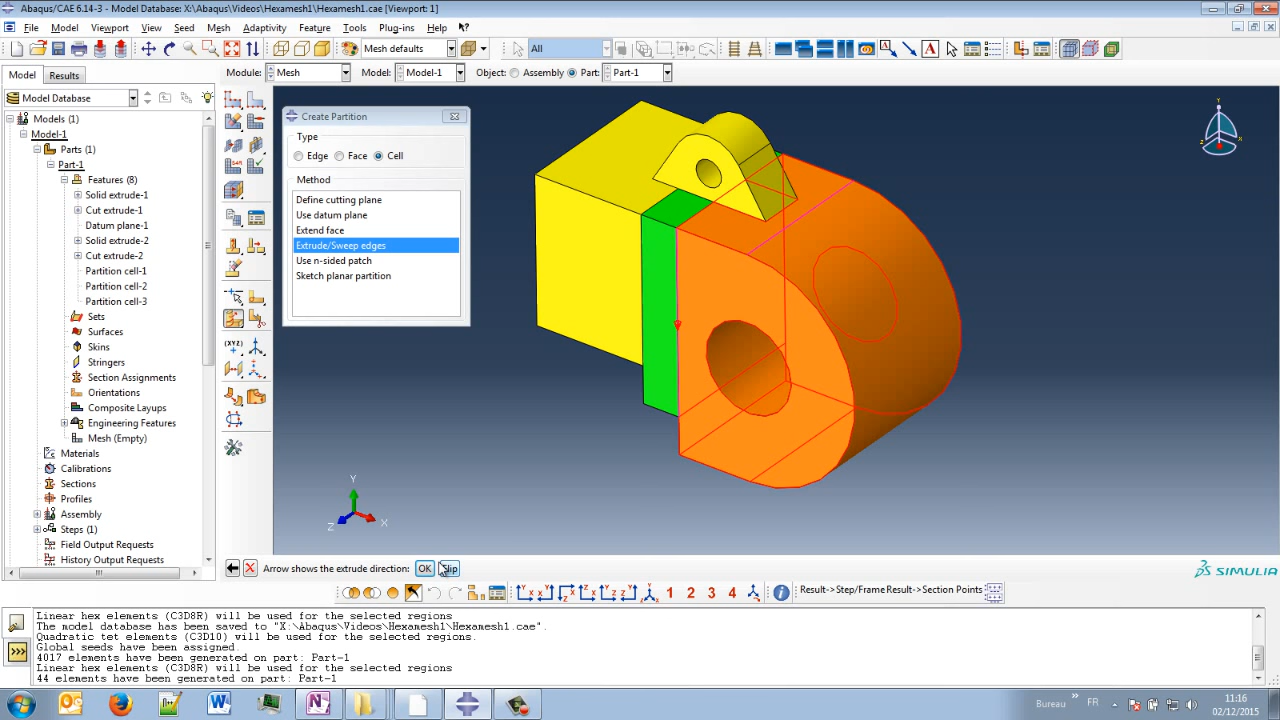 Abaqus/CAE 6.14-3 - Model Database: X:\Abaqus\Videos\Hexamesh1\Hexamesh1.cae [Viewport: 1]
File Model Viewport View Seed Mesh Adaptivity Feature Tools Plug-ins Help
Mesh defaults All A
Model Results Module: Mesh Model: Model-1 Object: Assembly Part: Part-1
Model Database
Models (1)
Model-1
Parts (1)
Part-1
Features (8)
Solid extrude-1
Cut extrude-1
Datum plane-1
Solid extrude-2
Cut extrude-2
Partition cell-1
Partition cell-2
Partition cell-3
Sets
Surfaces
Skins
Stringers
Section Assignments
Orientations
Composite Layups
Engineering Features
Mesh (Empty)
Materials
Calibrations
Sections
Profiles
Assembly
Steps (1)
Field Output Requests
History Output Requests
(XYZ)
Create Partition
Type
Edge Face Cell
Method
Define cutting plane
Use datum plane
Extend face
Extrude/Sweep edges
Use n-sided patch
Sketch planar partition
Y
X
Z
Y
X
Z
Arrow shows the extrude direction: OK Flip
SIMULIA
1 2 3 4 Result->Step/Frame Result->Section Points
Linear hex elements (C3D8R) will be used for the selected regions
The model database has been saved to "X:\Abaqus\Videos\Hexamesh1\Hexamesh1.cae".
Quadratic tet elements (C3D10) will be used for the selected regions.
Global seeds have been assigned.
4017 elements have been generated on part: Part-1
Linear hex elements (C3D8R) will be used for the selected regions
44 elements have been generated on part: Part-1
>>>
Bureau » FR 11:16
02/12/2015